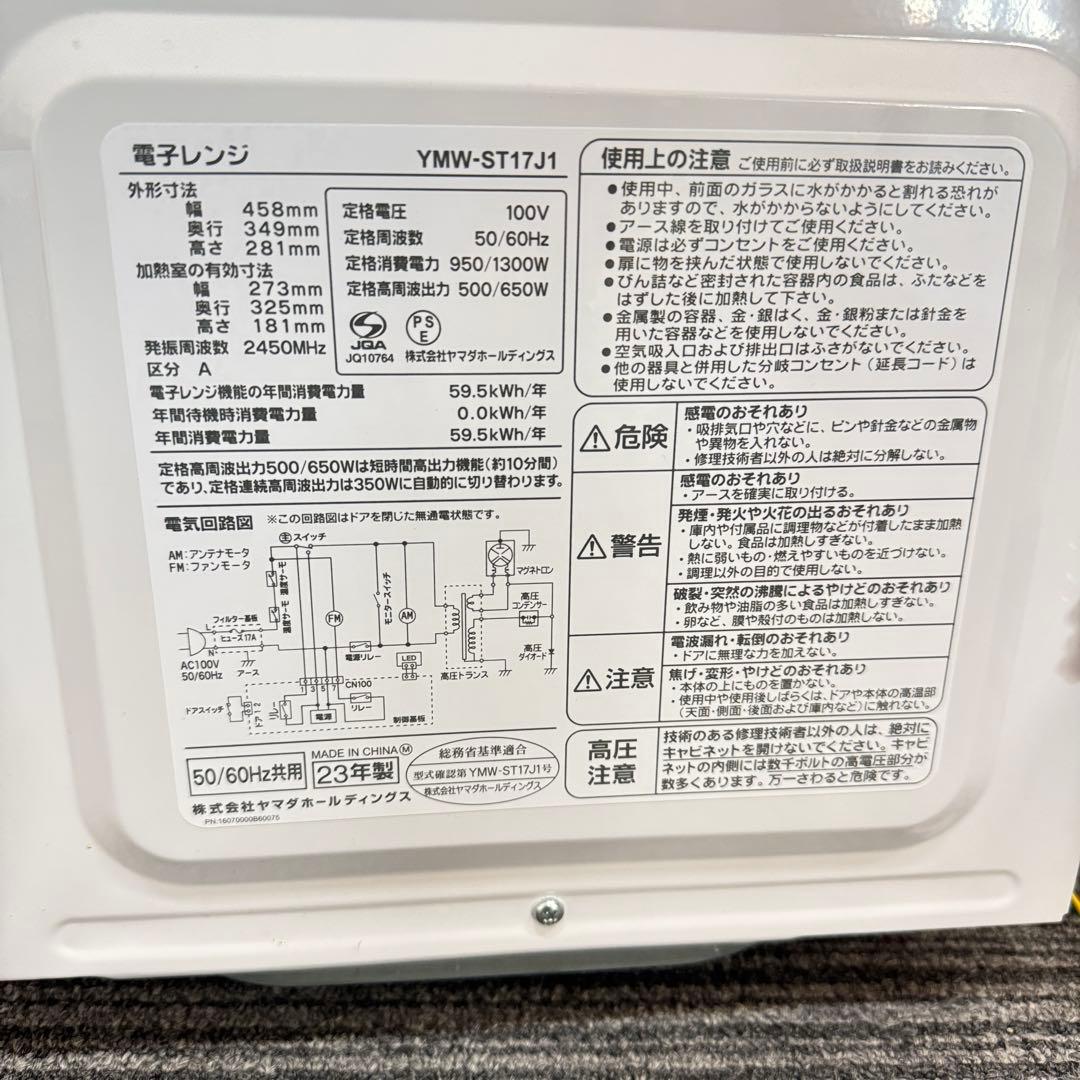 電子レンジ YMW-ST17J1
外形寸法
幅 458mm
奥行 349mm
高さ 281mm
加熱室の有効寸法
幅 273mm
奥行 325mm
高さ 181mm
発振周波数 2450MHz
区分 A
定格電圧 100V
定格周波数 50/60Hz
定格消費電力 950/1300W
定格高周波出力 500/650W
JQA
JQ10764
PS
E
株式会社ヤマダホールディングス
電子レンジ機能の年間消費電力量 59.5kWh/年
年間待機時消費電力量 0.0kWh/年
年間消費電力量 59.5kWh/年
定格高周波出力500/650Wは短時間高出力機能(約10分間)
であり、定格連続高周波出力は350Wに自動的に切り替わります。
電気回路図 ※この回路図はドアを閉じた無通電状態です。
AM:アンテナモータ
FM:ファンモータ
主スイッチ
温度サーモ
温度サーモ
FM
モニタースイッチ
AM
マグネトロン
高圧
コンデンサー
高圧
ダイオード
高圧トランス
フィルター基板
L
ヒューズ17A
N
AC100V
50/60Hz
アース
電源リレー
LED
CN100
1 3 5 7
リレー
ドアスイッチ
ドア
1 2
リレー
電源
制御基板
50/60Hz共用
MADE IN CHINA M
23年製
総務省基準適合
型式確認第 YMW-ST17J1号
株式会社ヤマダホールディングス
株式会社ヤマダホールディングス
PN:16070000B60075
使用上の注意 ご使用前に必ず取扱説明書をお読みください。
●使用中、前面のガラスに水がかかると割れる恐れが
ありますので、水がかからないようにしてください。
●アース線を取り付けてご使用ください。
●電源は必ずコンセントをご使用ください。
●扉に物を挟んだ状態で使用しないでください。
●びん詰など密封された容器内の食品は、ふたなどを
はずした後に加熱して下さい。
●金属製の容器、金・銀はく、金・銀粉または針金を
用いた容器などを使用しないでください。
●空気吸入口および排出口はふさがないでください。
●他の器具と併用した分岐コンセント(延長コード)は
使用しないでください。
⚠危険
感電のおそれあり
・吸排気口や穴などに、ピンや針金などの金属物
や異物を入れない。
・修理技術者以外の人は絶対に分解しない。
⚠警告
感電のおそれあり
・アースを確実に取り付ける。
発煙・発火や火花の出るおそれあり
・庫内や付属品に調理物などが付着したまま加熱
しない。食品は加熱しすぎない。
・熱に弱いもの・燃えやすいものを近づけない。
・調理以外の目的で使用しない。
破裂・突然の沸騰によるやけどのおそれあり
・飲み物や油脂の多い食品は加熱しすぎない。
・卵など、膜や殻付のものは加熱しない。
⚠注意
電波漏れ・転倒のおそれあり
・ドアに無理な力を加えない。
焦げ・変形・やけどのおそれあり
・本体の上にものを置かない。
・使用中や使用後しばらくは、ドアや本体の高温部
(天面・側面・後面および庫内など)に触れない。
高圧
注意
技術のある修理技術者以外の人は、絶対に
キャビネットを開けないでください。キャビ
ネットの内側には数千ボルトの高電圧部分が
数多くあります。万一さわると危険です。